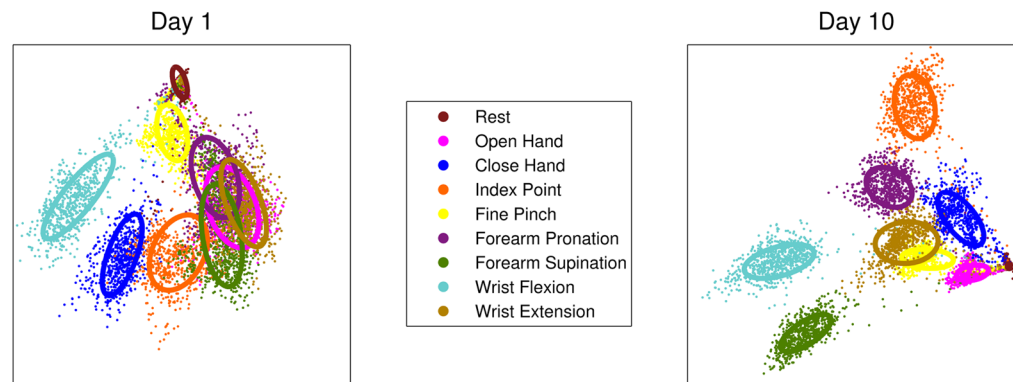 Day 1
Day 10
Rest
Open Hand
Close Hand
Index Point
Fine Pinch
Forearm Pronation
Forearm Supination
Wrist Flexion
Wrist Extension